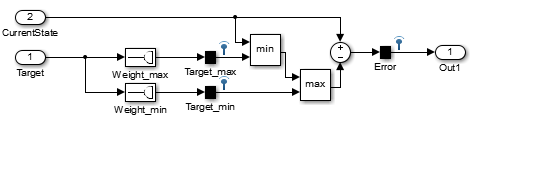 2
CurrentState
1
Target
Weight_max
Target_max
min
Weight_min
Target_min
max
+
−
Error
1
Out1